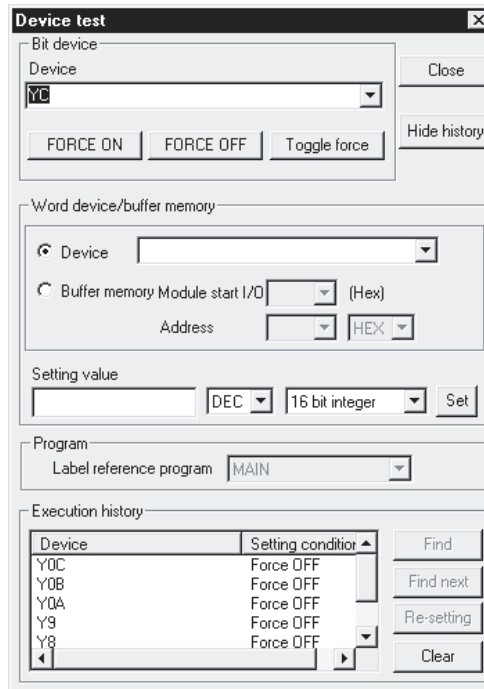 Device test
Bit device
Device
YC
Close
FORCE ON FORCE OFF Toggle force
Hide history
Word device/buffer memory
Device
Buffer memory Module start I/O (Hex)
Address HEX
Setting value
DEC 16 bit integer Set
Program
Label reference program MAIN
Execution history
Device Setting condition
Y0C Force OFF
Y0B Force OFF
Y0A Force OFF
Y9 Force OFF
Y8 Force OFF
Find
Find next
Re-setting
Clear